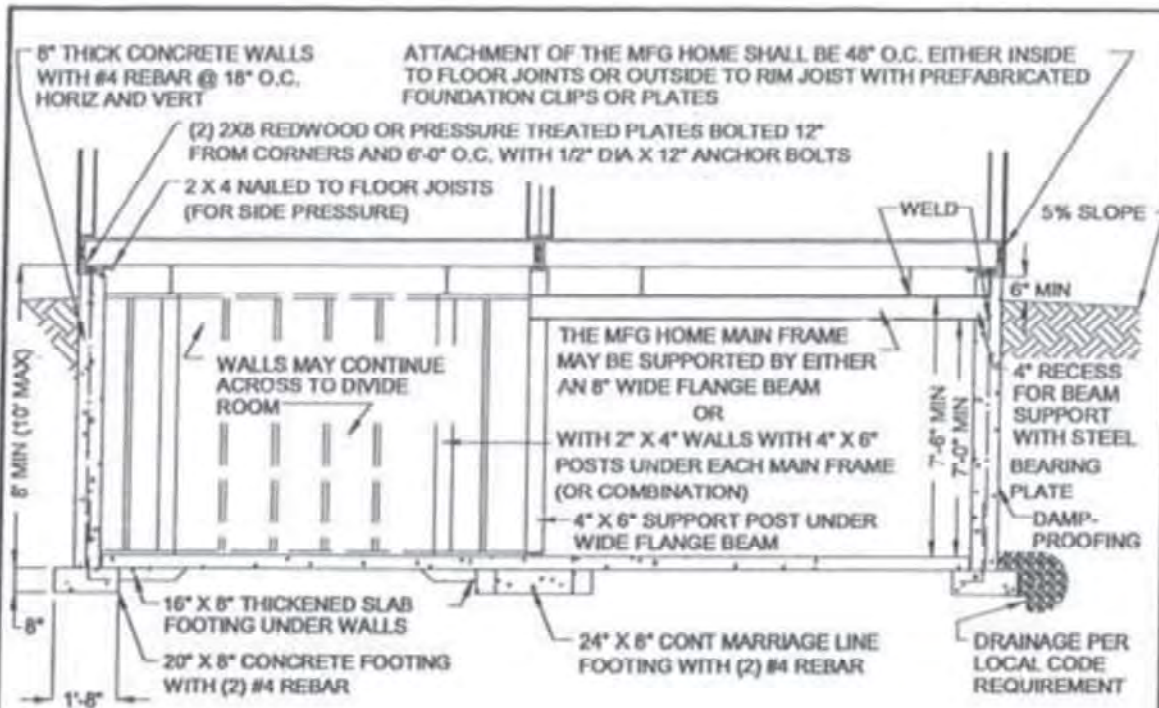 8" THICK CONCRETE WALLS
WITH #4 REBAR @ 18" O.C.
HORIZ AND VERT
ATTACHMENT OF THE MFG HOME SHALL BE 48" O.C. EITHER INSIDE
TO FLOOR JOINTS OR OUTSIDE TO RIM JOIST WITH PREFABRICATED
FOUNDATION CLIPS OR PLATES
(2) 2X8 REDWOOD OR PRESSURE TREATED PLATES BOLTED 12"
FROM CORNERS AND 6'-0" O.C. WITH 1/2" DIA X 12" ANCHOR BOLTS
2 X 4 NAILED TO FLOOR JOISTS
(FOR SIDE PRESSURE)
WELD
5% SLOPE
6" MIN
WALLS MAY CONTINUE
ACROSS TO DIVIDE
ROOM
THE MFG HOME MAIN FRAME
MAY BE SUPPORTED BY EITHER
AN 8" WIDE FLANGE BEAM
OR
WITH 2" X 4" WALLS WITH 4" X 6"
POSTS UNDER EACH MAIN FRAME
(OR COMBINATION)
4" X 6" SUPPORT POST UNDER
WIDE FLANGE BEAM
7'-6" MIN
7'-0" MIN
4" RECESS
FOR BEAM
SUPPORT
WITH STEEL
BEARING
PLATE
DAMP-
PROOFING
8' MIN (10' MAX)
8"
1'-8"
16" X 8" THICKENED SLAB
FOOTING UNDER WALLS
20" X 8" CONCRETE FOOTING
WITH (2) #4 REBAR
24" X 8" CONT MARRIAGE LINE
FOOTING WITH (2) #4 REBAR
DRAINAGE PER
LOCAL CODE
REQUIREMENT